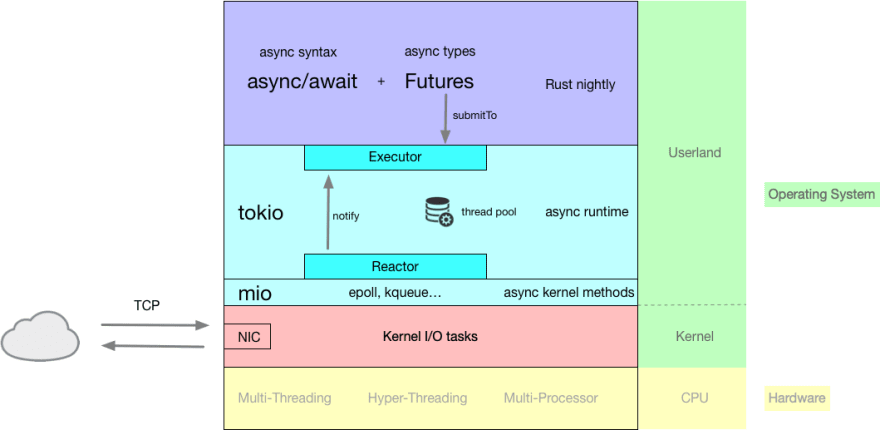 async syntax
async types
async/await + Futures
Rust nightly
submitTo
Executor
Userland
Operating System
tokio
notify
thread pool
async runtime
Reactor
mio
epoll, kqueue…
async kernel methods
TCP
NIC
Kernel I/O tasks
Kernel
Multi-Threading
Hyper-Threading
Multi-Processor
CPU
Hardware